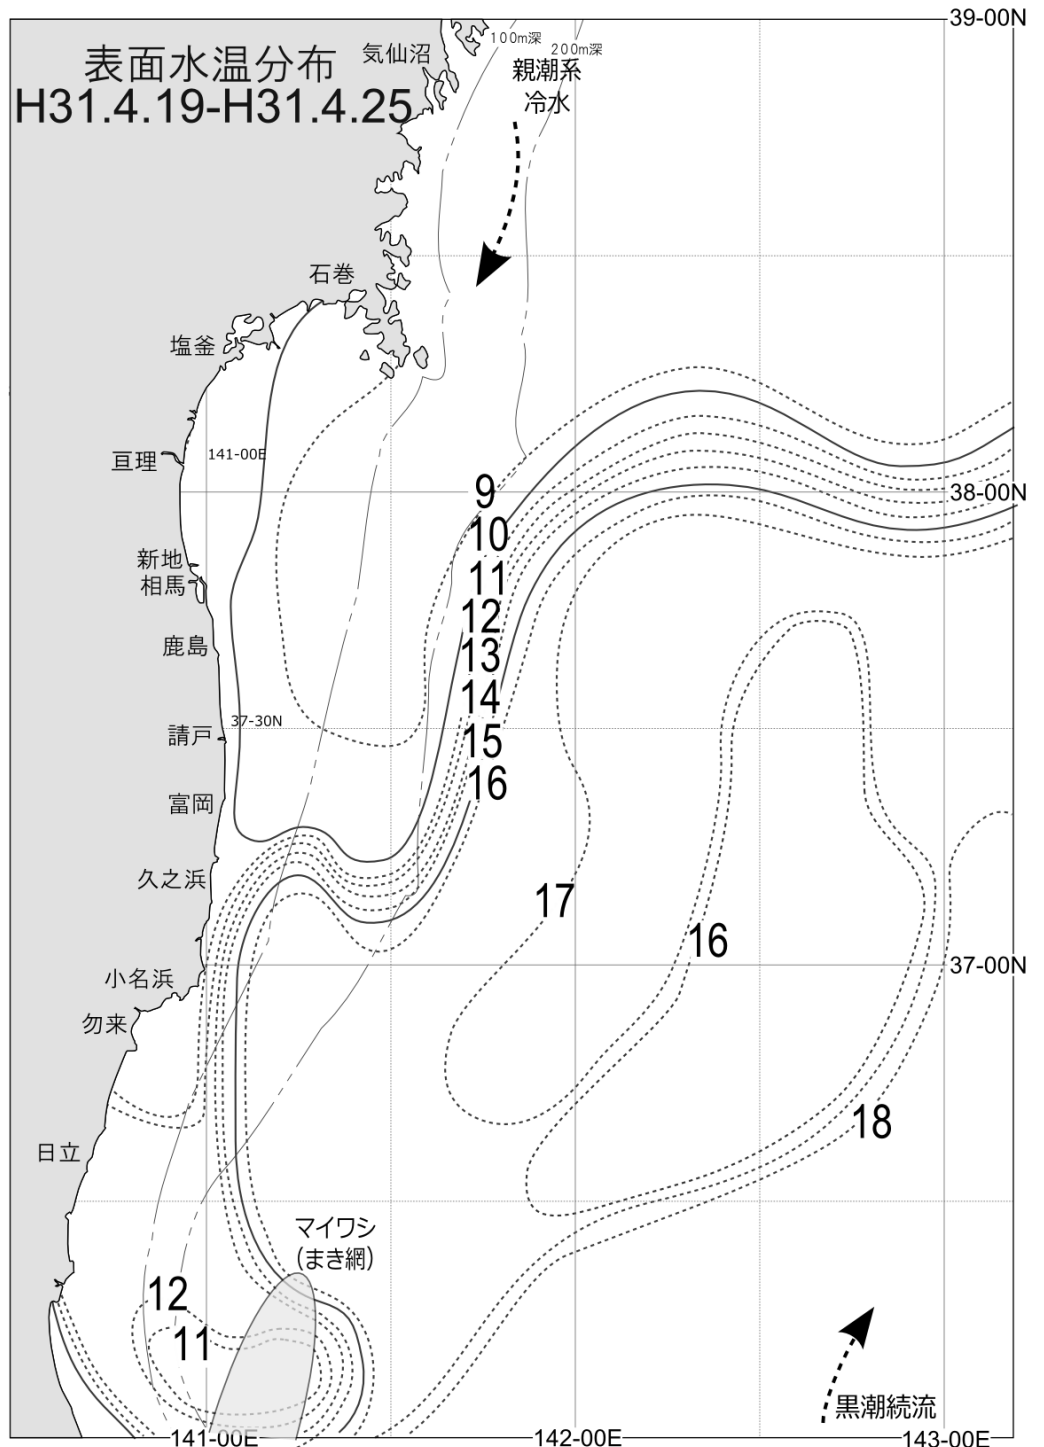 39-00N
100m深
200m深
気仙沼
表面水温分布
H31.4.19-H31.4.25
親潮系
冷水
石巻
塩釜
亘理
141-00E
9
38-00N
10
新地
11
相馬
12
鹿島
13
14
37-30N
請戸
15
16
富岡
久之浜
17
16
37-00N
小名浜
勿来
18
日立
マイワシ
(まき網)
12
11
黒潮続流
141-00E
142-00E
143-00E